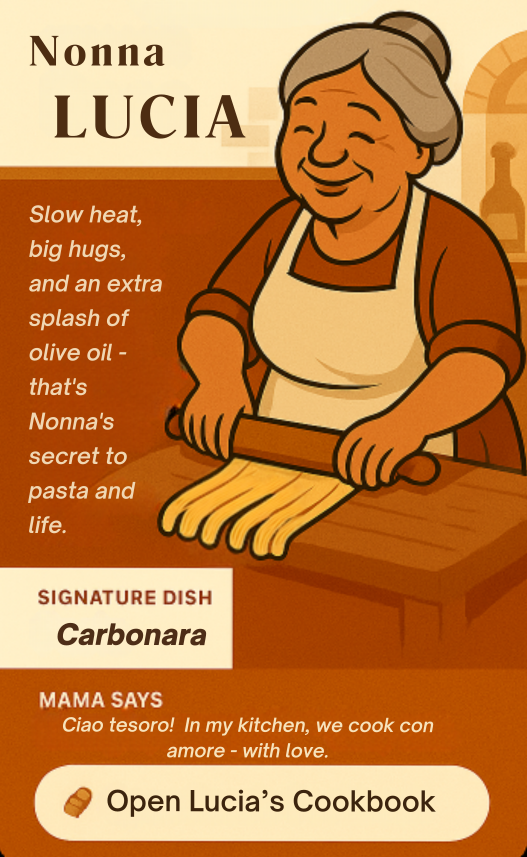 Nonna
LUCIA
Slow heat,
big hugs,
and an extra
splash of
olive oil -
that's
Nonna's
secret to
pasta and
life.
SIGNATURE DISH
Carbonara
MAMA SAYS
Ciao tesoro! In my kitchen, we cook con
amore - with love.
Open Lucia’s Cookbook